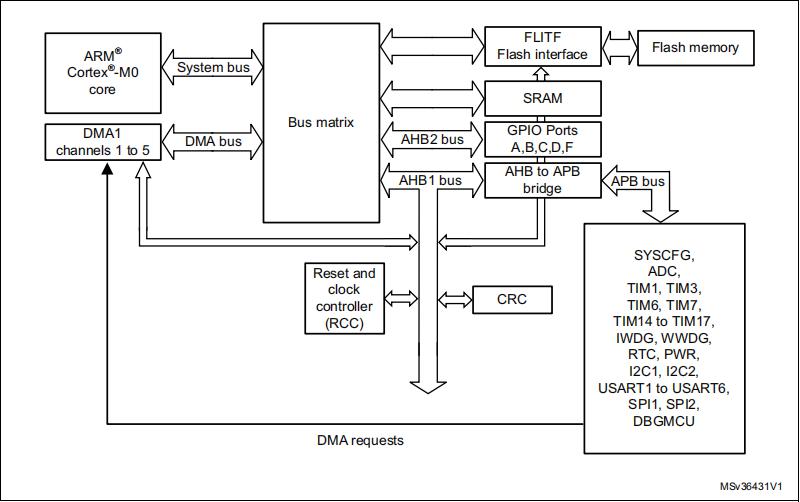 ARM®
Cortex®-M0
core
System bus
Bus matrix
FLITF
Flash interface
Flash memory
SRAM
DMA1
channels 1 to 5
DMA bus
AHB2 bus
GPIO Ports
A,B,C,D,F
AHB1 bus
AHB to APB
bridge
APB bus
SYSCFG,
ADC,
TIM1, TIM3,
TIM6, TIM7,
TIM14 to TIM17,
IWDG, WWDG,
RTC, PWR,
I2C1, I2C2,
USART1 to USART6,
SPI1, SPI2,
DBGMCU
Reset and
clock
controller
(RCC)
CRC
DMA requests
MSv36431V1